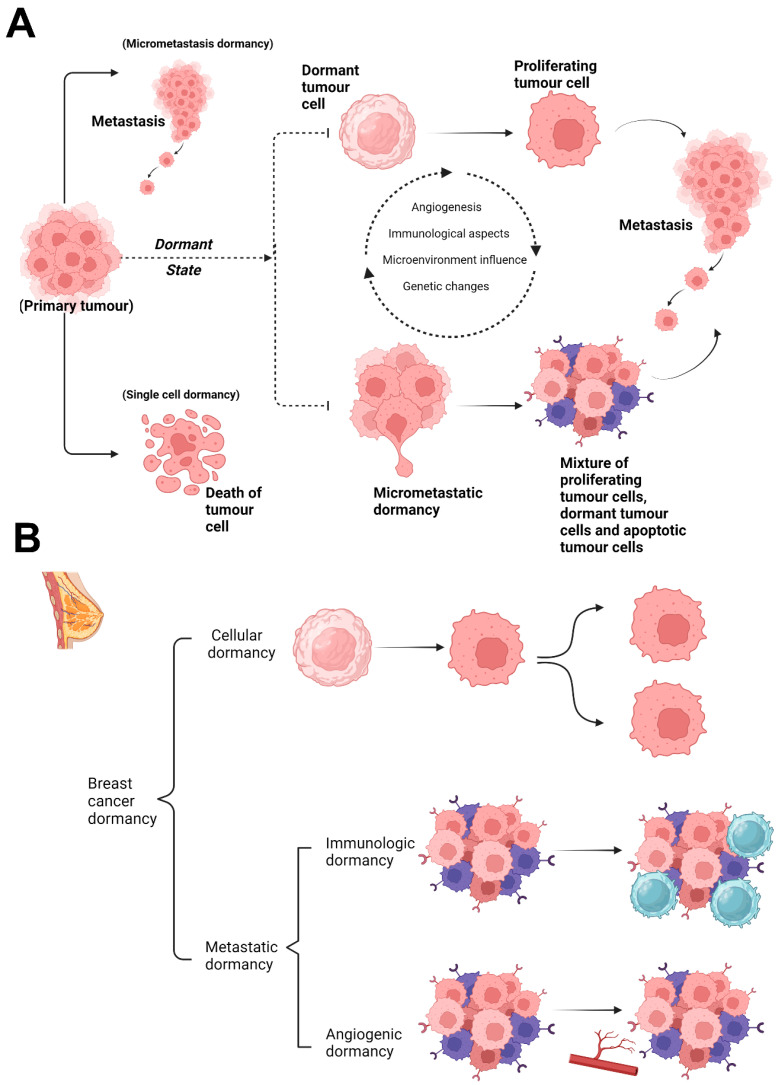 A
(Micrometastasis dormancy)
Metastasis
Dormant
tumour
cell
Proliferating
tumour cell
Angiogenesis
Immunological aspects
Microenvironment influence
Genetic changes
Metastasis
Dormant
State
(Primary tumour)
(Single cell dormancy)
Death of
tumour
cell
Micrometastatic
dormancy
Mixture of
proliferating
tumour cells,
dormant tumour
cells and apoptotic
tumour cells
B
Cellular
dormancy
Breast
cancer
dormancy
Immunologic
dormancy
Metastatic
dormancy
Angiogenic
dormancy